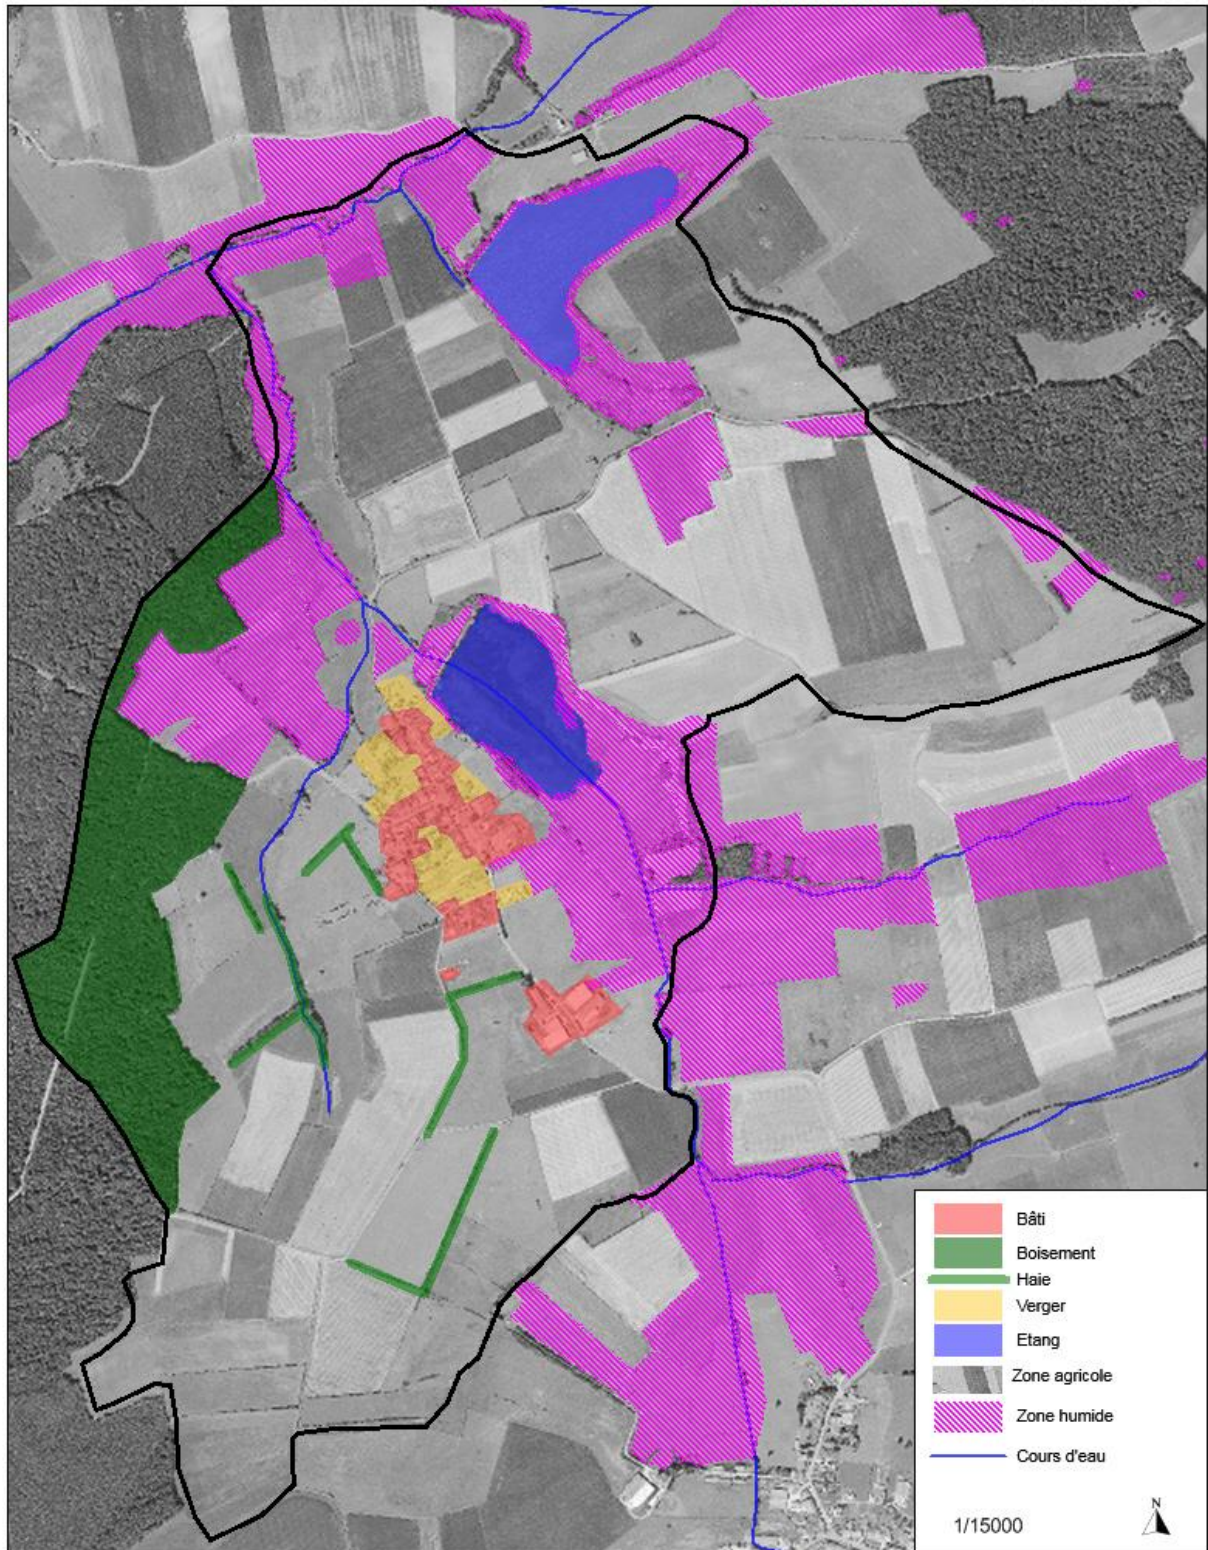 Bâti
Boisement
Haie
Verger
Etang
Zone agricole
Zone humide
Cours d'eau
1/15000
N